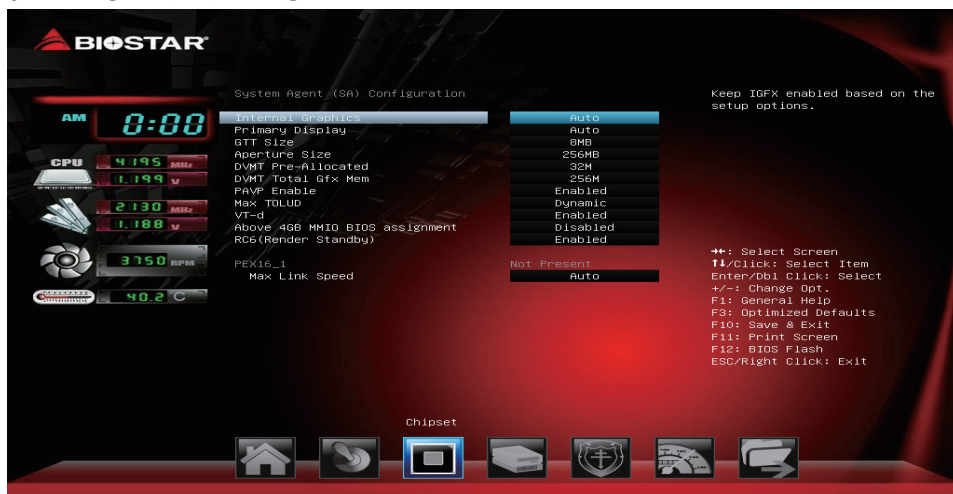 BIOSTAR
System Agent (SA) Configuration
Keep IGFX enabled based on the
setup options.
AM 0:00
Internal Graphics Auto
Primary Display Auto
GTT Size 8MB
Aperture Size 256MB
DVMT Pre-Allocated 32M
DVMT Total Gfx Mem 256M
PAVP Enable Enabled
Max TOLUD Dynamic
VT-d Enabled
Above 4GB MMIO BIOS assignment Disabled
RC6(Render Standby) Enabled
PEX16_1 Not Present
Max Link Speed Auto
CPU 4195 MHz
1.199 V
2130 MHz
1.188 V
3750 RPM
40.2 C
→←: Select Screen
↑↓/Click: Select Item
Enter/Dbl Click: Select
+/-: Change Opt.
F1: General Help
F3: Optimized Defaults
F10: Save & Exit
F11: Print Screen
F12: BIOS Flash
ESC/Right Click: Exit
Chipset